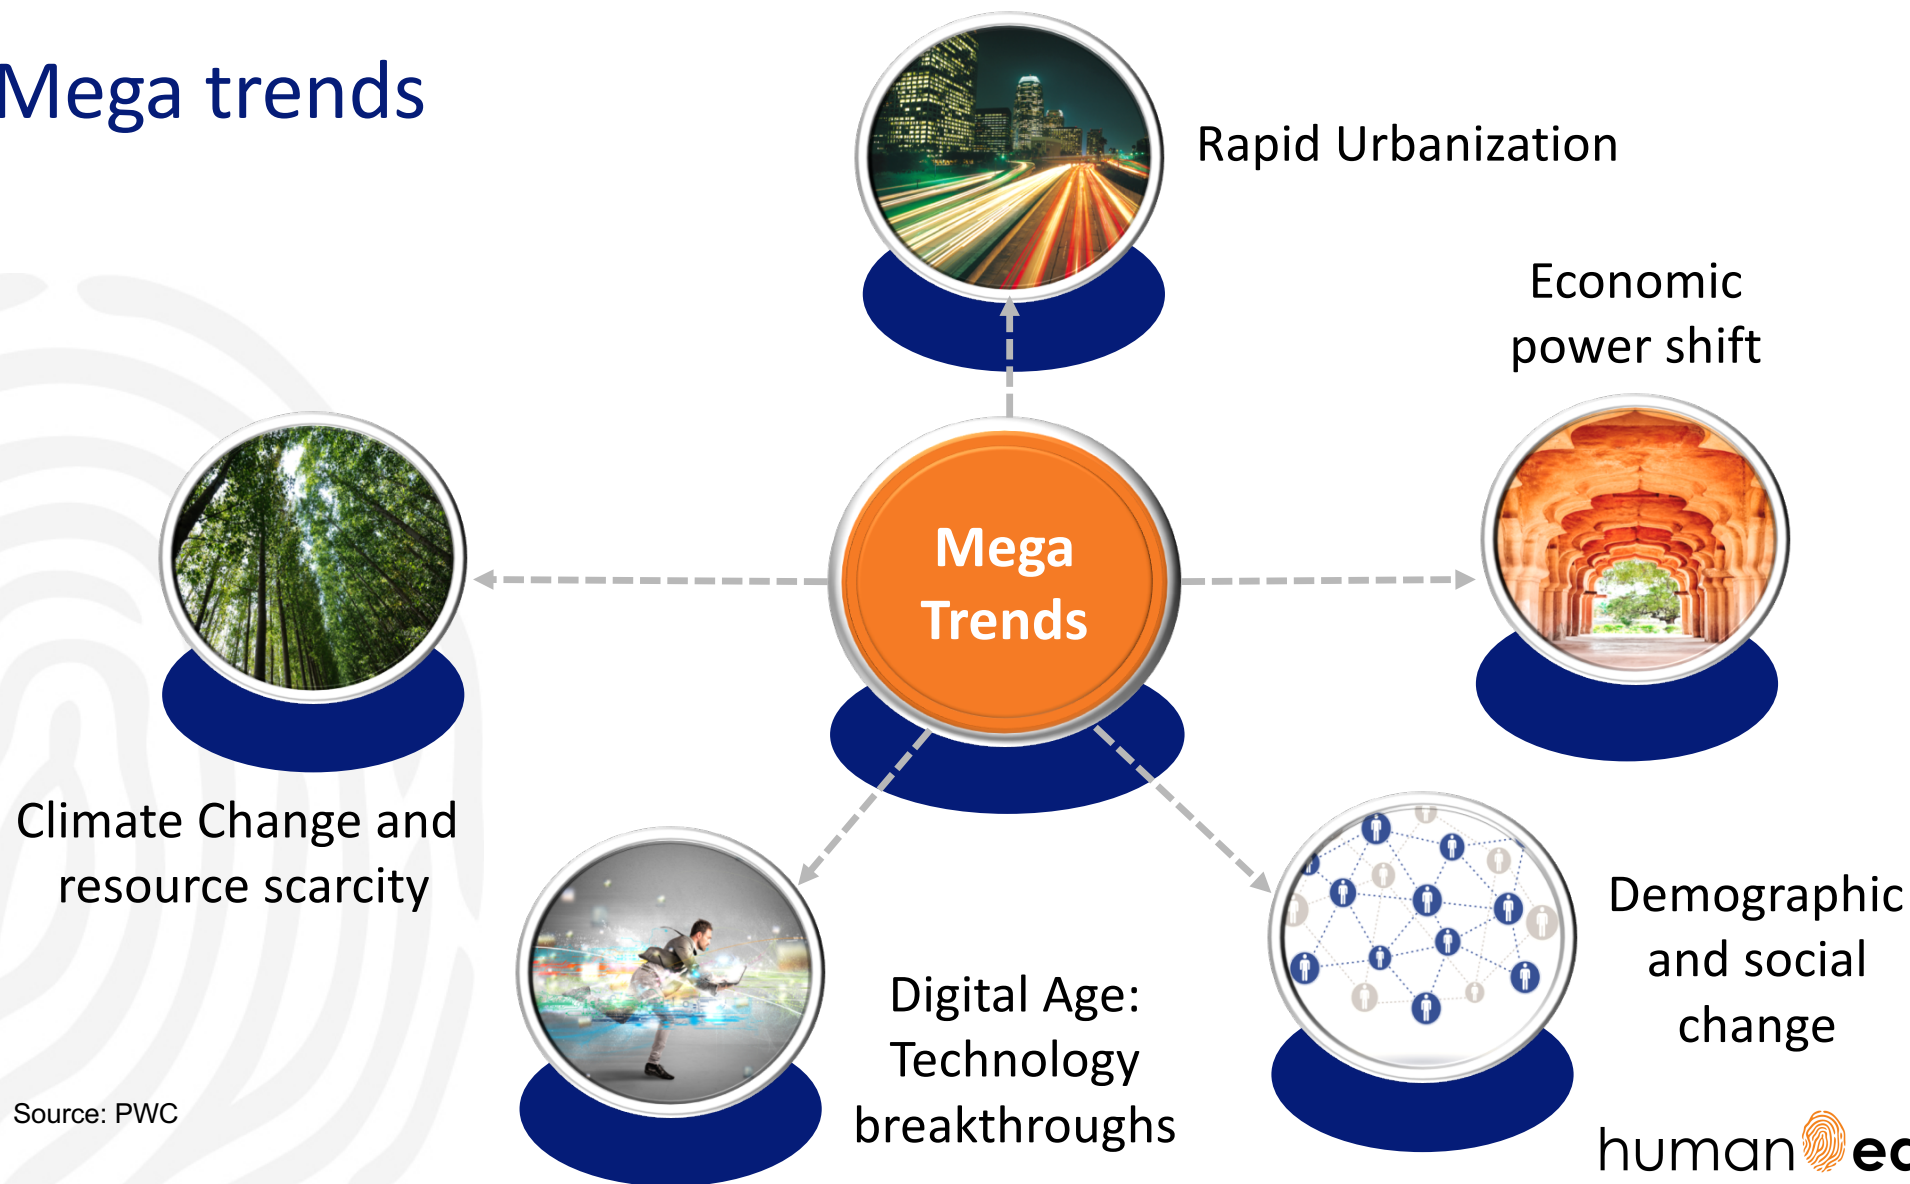 Mega trends
Rapid Urbanization
Economic
power shift
Mega
Trends
Climate Change and
resource scarcity
Digital Age:
Technology
breakthroughs
Demographic
and social
change
Source: PWC
human